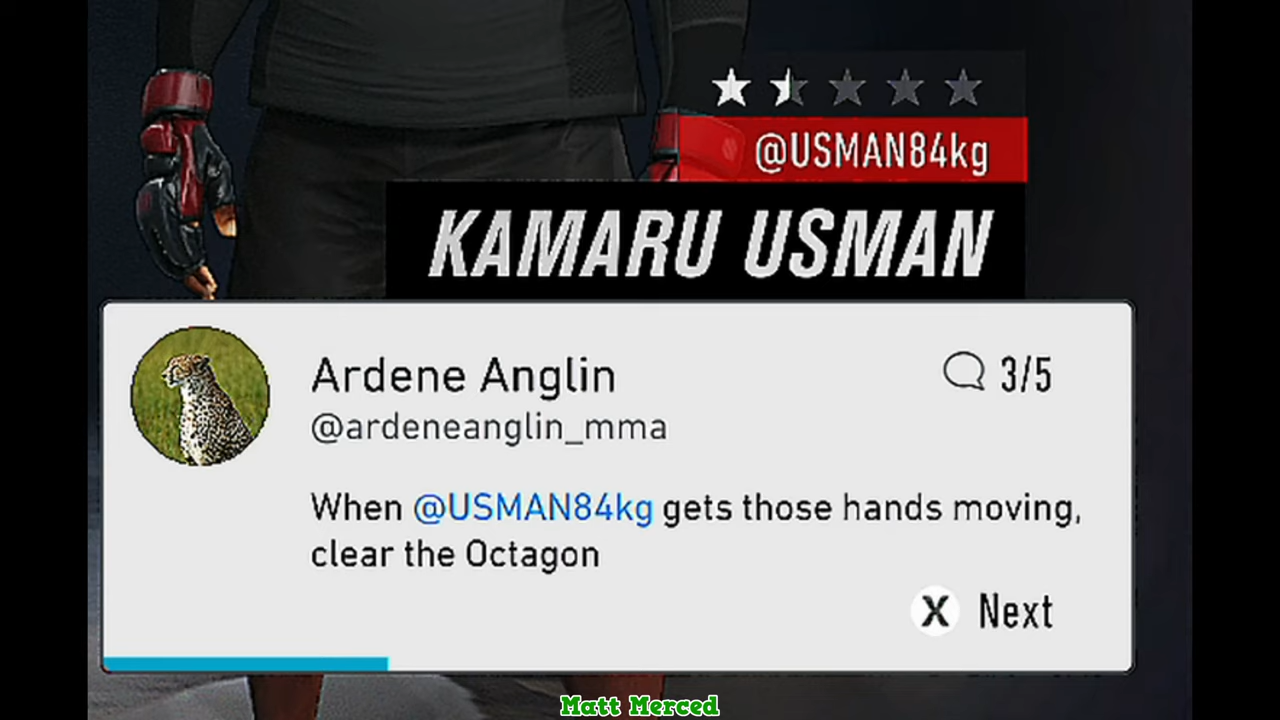 @USMAN84kg
KAMARU USMAN
Ardene Anglin
3/5
@ardeneanglin_mma
When @USMAN84kg gets those hands moving,
clear the Octagon
X Next
Matt Merced